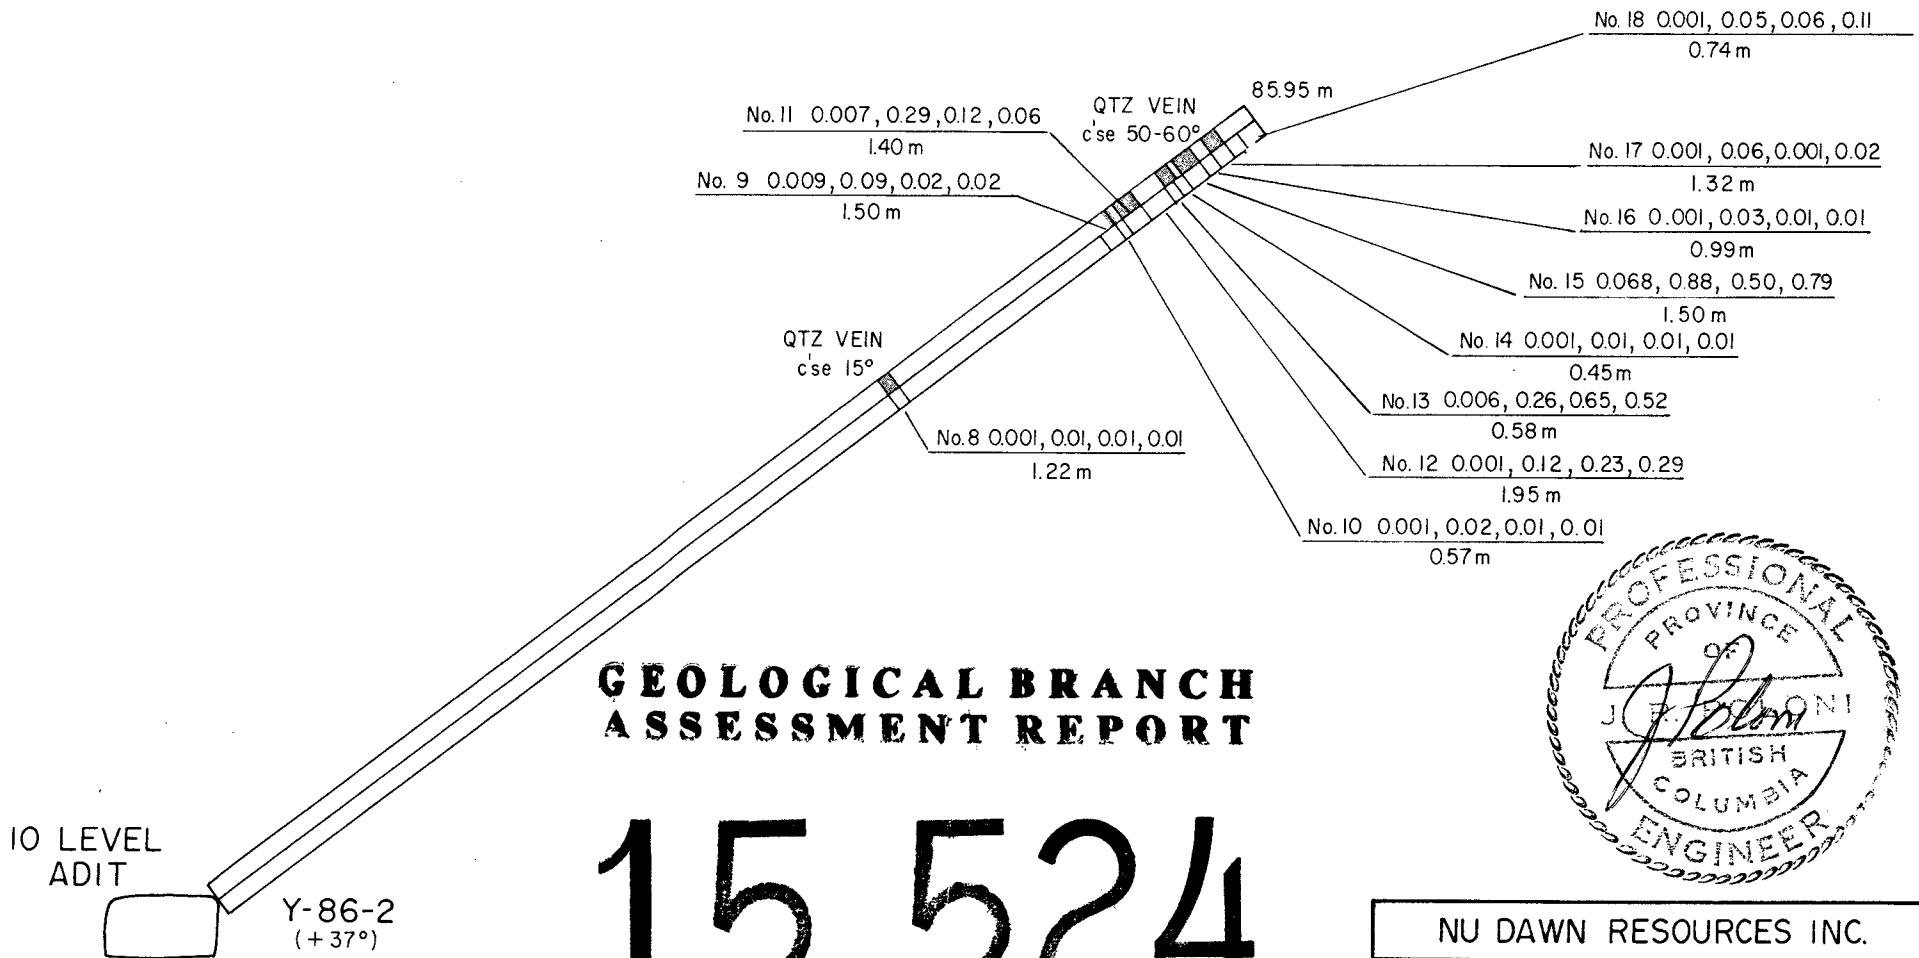 No. 18 0.001, 0.05, 0.06, 0.11
0.74 m
85.95 m
QTZ VEIN
c'se 50-60°
No. 11 0.007, 0.29, 0.12, 0.06
1.40 m
No. 17 0.001, 0.06, 0.001, 0.02
1.32 m
No. 9 0.009, 0.09, 0.02, 0.02
1.50 m
No. 16 0.001, 0.03, 0.01, 0.01
0.99 m
No. 15 0.068, 0.88, 0.50, 0.79
1.50 m
QTZ VEIN
c'se 15°
No. 14 0.001, 0.01, 0.01, 0.01
0.45 m
No. 13 0.006, 0.26, 0.65, 0.52
0.58 m
No. 8 0.001, 0.01, 0.01, 0.01
1.22 m
No. 12 0.001, 0.12, 0.23, 0.29
1.95 m
No. 10 0.001, 0.02, 0.01, 0.01
0.57 m
GEOLOGICAL BRANCH
ASSESSMENT REPORT
15,524
PROFESSIONAL
PROVINCE
OF
J. R. POLONI
BRITISH
COLUMBIA
ENGINEER
10 LEVEL
ADIT
Y-86-2
(+37°)
NU DAWN RESOURCES INC.